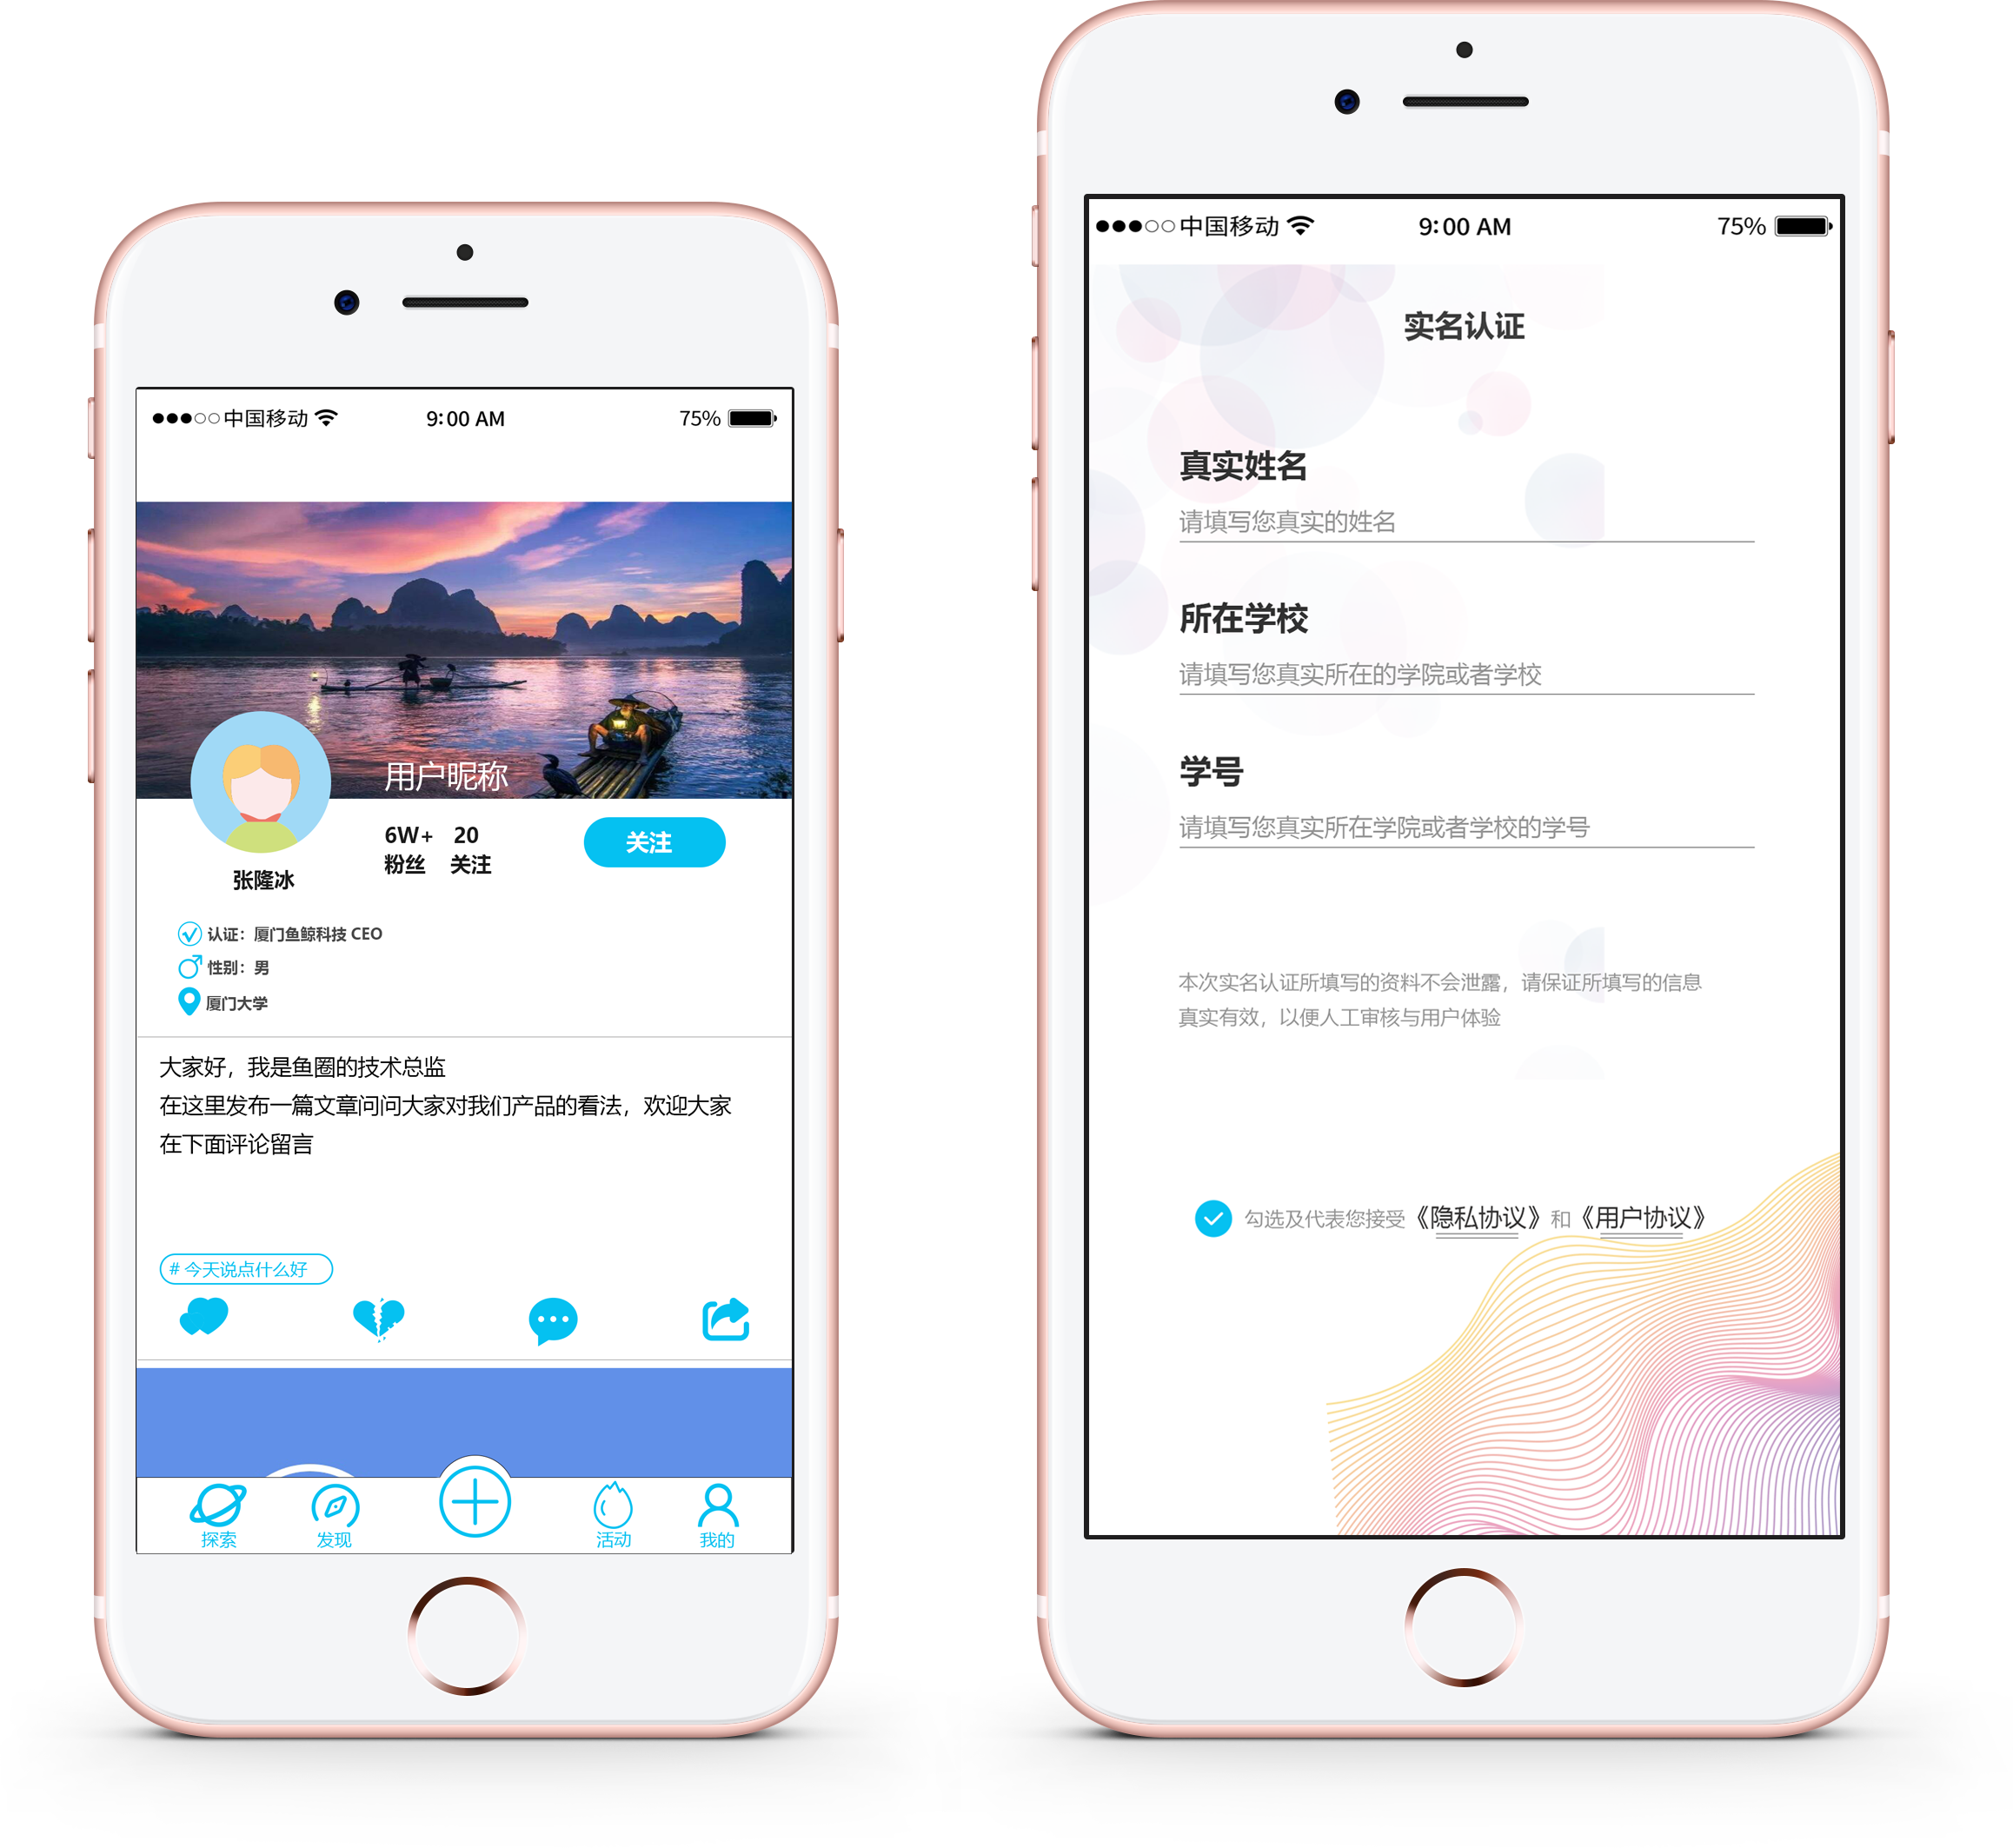 中国移动 9:00 AM 75%
用户昵称
6W+ 20
粉丝 关注
关注
张隆冰
认证：厦门鱼鲸科技 CEO
性别：男
厦门大学
大家好，我是鱼圈的技术总监
在这里发布一篇文章问问大家对我们产品的看法，欢迎大家
在下面评论留言
# 今天说点什么好
探索 发现 活动 我的
中国移动 9:00 AM 75%
实名认证
真实姓名
请填写您真实的姓名
所在学校
请填写您真实所在的学院或者学校
学号
请填写您真实所在学院或者学校的学号
本次实名认证所填写的资料不会泄露，请保证所填写的信息
真实有效，以便人工审核与用户体验
勾选及代表您接受《隐私协议》和《用户协议》